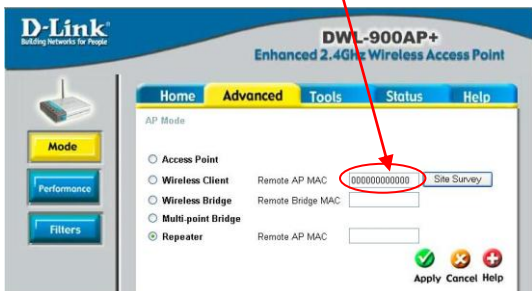 D-Link
Building Networks for People
DWL-900AP+
Enhanced 2.4GHz Wireless Access Point
Home Advanced Tools Status Help
AP Mode
Mode
Performance
Filters
Access Point
Wireless Client Remote AP MAC 000000000000 Site Survey
Wireless Bridge Remote Bridge MAC
Multi-point Bridge
Repeater Remote AP MAC
Apply Cancel Help